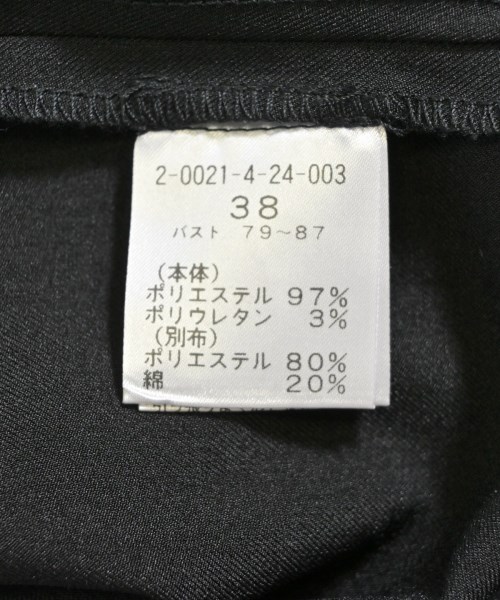 2-0021-4-24-003
38
バスト 79～87
(本体)
ポリエステル 97%
ポリウレタン 3%
(別布)
ポリエステル 80%
綿 20%